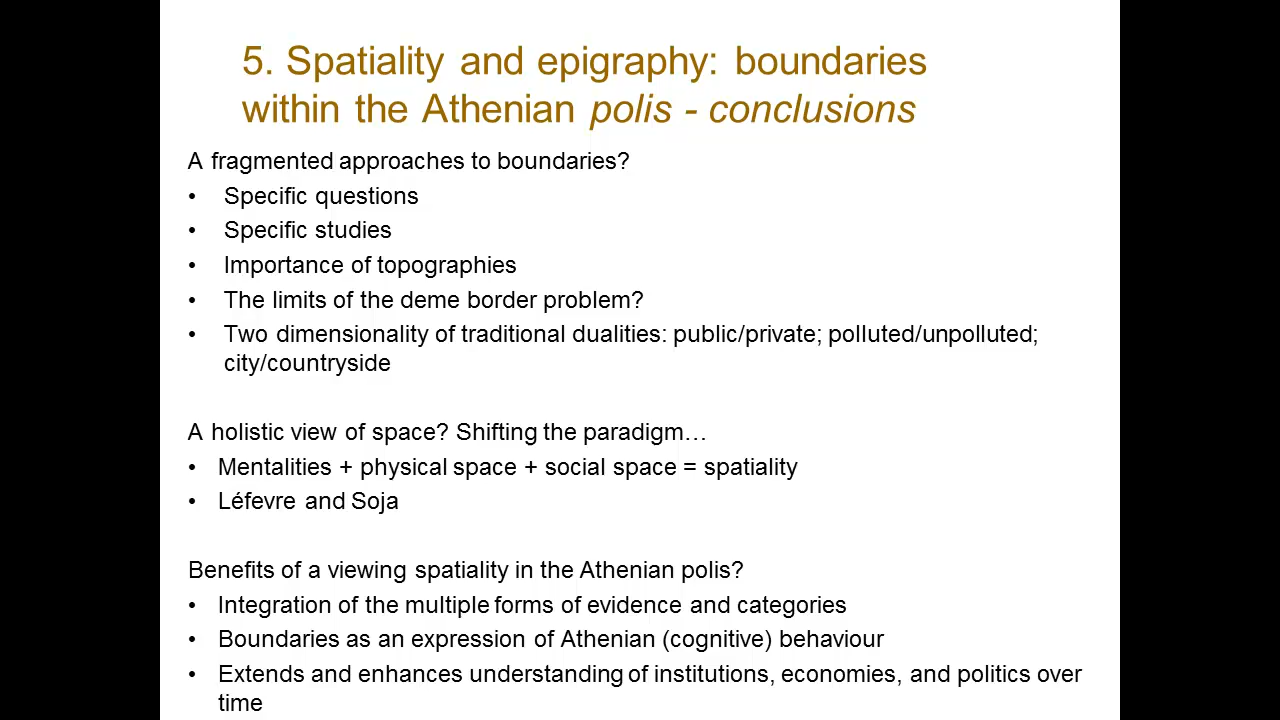 5. Spatiality and epigraphy: boundaries
within the Athenian polis - conclusions
A fragmented approaches to boundaries?
• Specific questions
• Specific studies
• Importance of topographies
• The limits of the deme border problem?
• Two dimensionality of traditional dualities: public/private; polluted/unpolluted;
city/countryside
A holistic view of space? Shifting the paradigm…
• Mentalities + physical space + social space = spatiality
• Léfevre and Soja
Benefits of a viewing spatiality in the Athenian polis?
• Integration of the multiple forms of evidence and categories
• Boundaries as an expression of Athenian (cognitive) behaviour
• Extends and enhances understanding of institutions, economies, and politics over
time